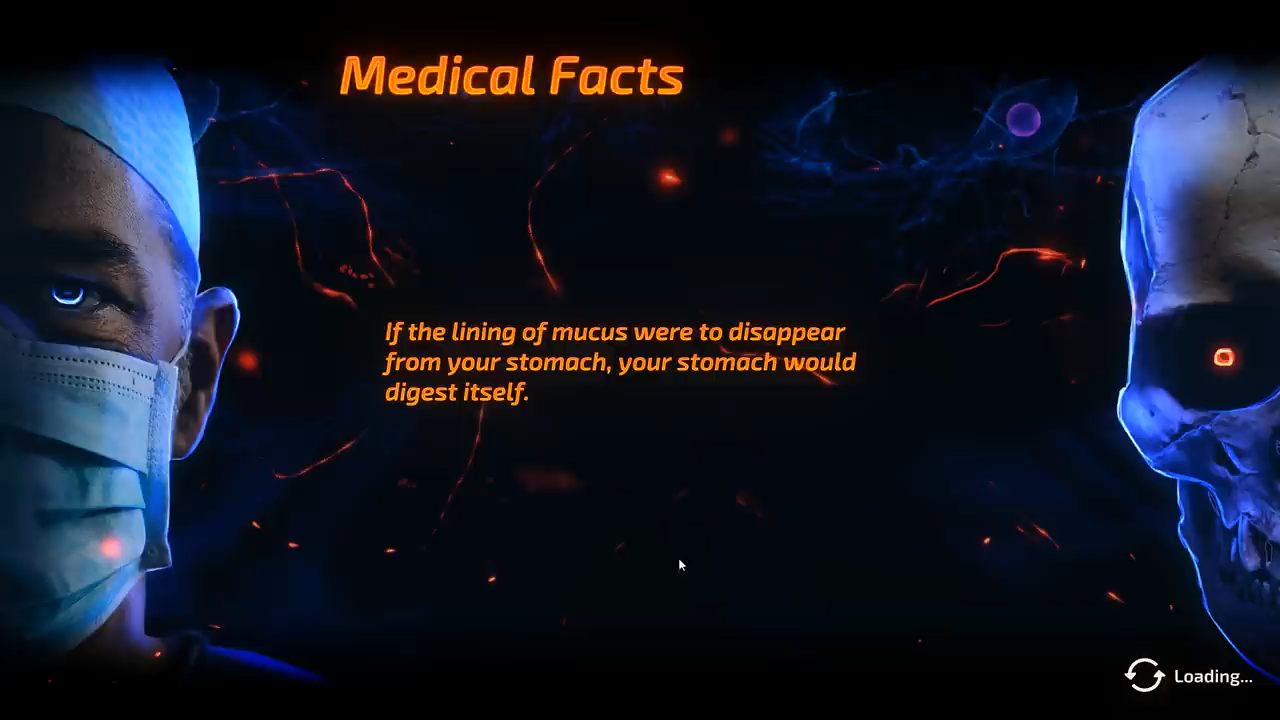 Medical Facts
If the lining of mucus were to disappear
from your stomach, your stomach would
digest itself.
Loading...